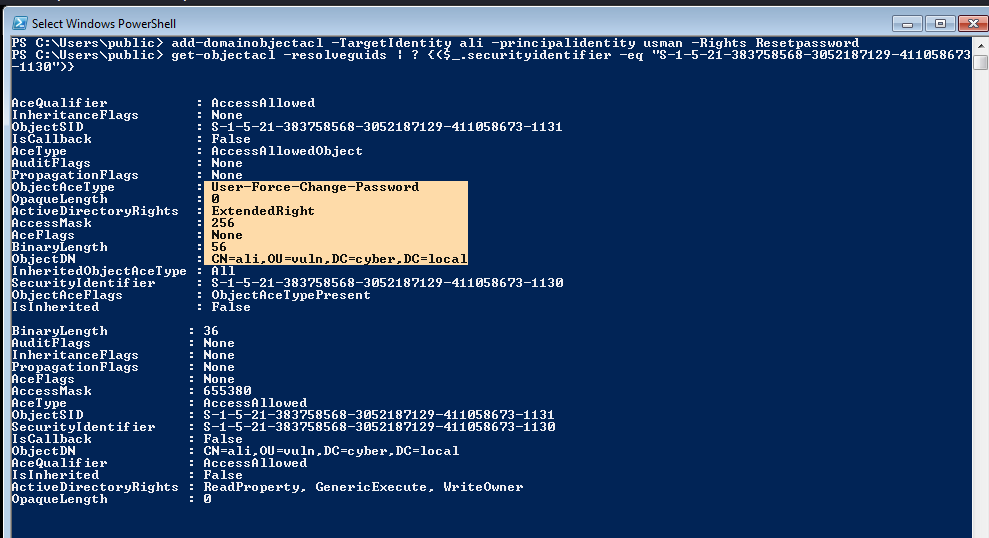 Select Windows PowerShell
PS C:\Users\public> add-domainobjectacl -TargetIdentity ali -principalidentity usman -Rights Resetpassword
PS C:\Users\public> get-objectacl -resolveguids | ? {($_.securityidentifier -eq "S-1-5-21-383758568-3052187129-411058673
-1130")}
AceQualifier : AccessAllowed
InheritanceFlags : None
ObjectSID : S-1-5-21-383758568-3052187129-411058673-1131
IsCallback : False
AceType : AccessAllowedObject
AuditFlags : None
PropagationFlags : None
ObjectAceType : User-Force-Change-Password
OpaqueLength : 0
ActiveDirectoryRights : ExtendedRight
AccessMask : 256
AceFlags : None
BinaryLength : 56
ObjectDN : CN=ali,OU=vuln,DC=cyber,DC=local
InheritedObjectAceType : All
SecurityIdentifier : S-1-5-21-383758568-3052187129-411058673-1130
ObjectAceFlags : ObjectAceTypePresent
IsInherited : False
BinaryLength : 36
AuditFlags : None
InheritanceFlags : None
PropagationFlags : None
AceFlags : None
AccessMask : 655380
AceType : AccessAllowed
ObjectSID : S-1-5-21-383758568-3052187129-411058673-1131
SecurityIdentifier : S-1-5-21-383758568-3052187129-411058673-1130
IsCallback : False
ObjectDN : CN=ali,OU=vuln,DC=cyber,DC=local
AceQualifier : AccessAllowed
IsInherited : False
ActiveDirectoryRights : ReadProperty, GenericExecute, WriteOwner
OpaqueLength : 0